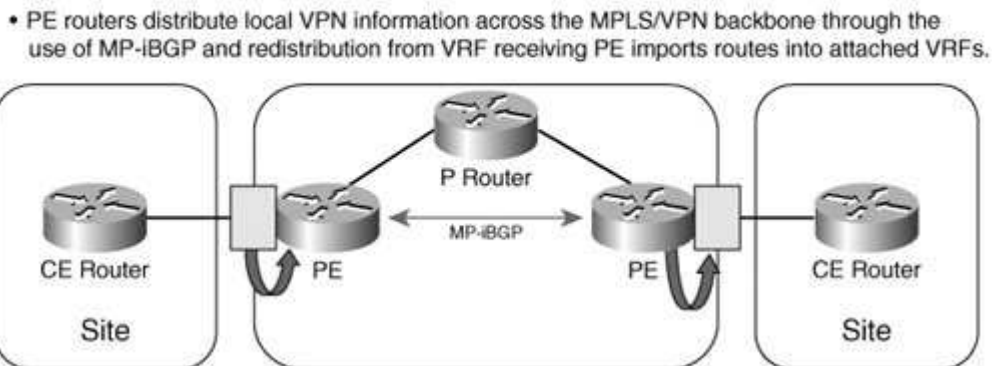 • PE routers distribute local VPN information across the MPLS/VPN backbone through the
use of MP-iBGP and redistribution from VRF receiving PE imports routes into attached VRFs.
P Router
MP-iBGP
CE Router
PE
PE
CE Router
Site
Site